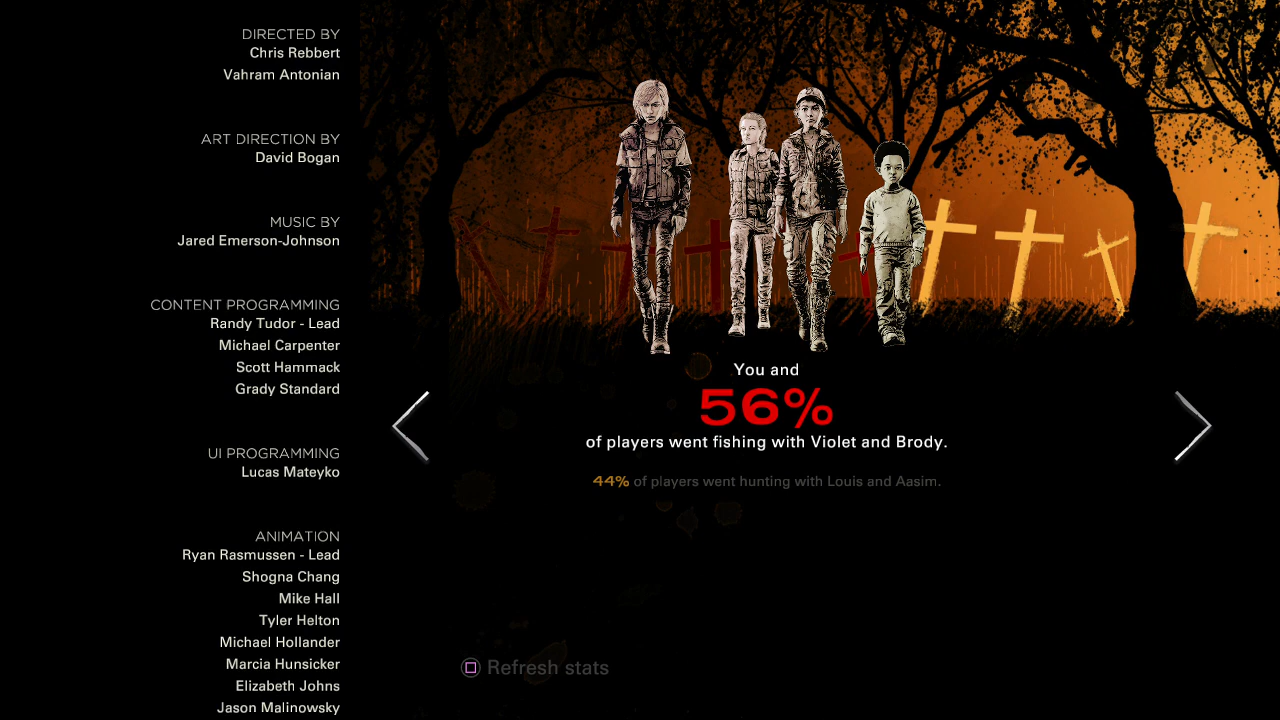 DIRECTED BY
Chris Rebbert
Vahram Antonian
ART DIRECTION BY
David Bogan
MUSIC BY
Jared Emerson-Johnson
CONTENT PROGRAMMING
Randy Tudor - Lead
Michael Carpenter
Scott Hammack
Grady Standard
UI PROGRAMMING
Lucas Mateyko
ANIMATION
Ryan Rasmussen - Lead
Shogna Chang
Mike Hall
Tyler Helton
Michael Hollander
Marcia Hunsicker
Elizabeth Johns
Jason Malinowsky
You and
56%
of players went fishing with Violet and Brody.
44% of players went hunting with Louis and Aasim.
Refresh stats